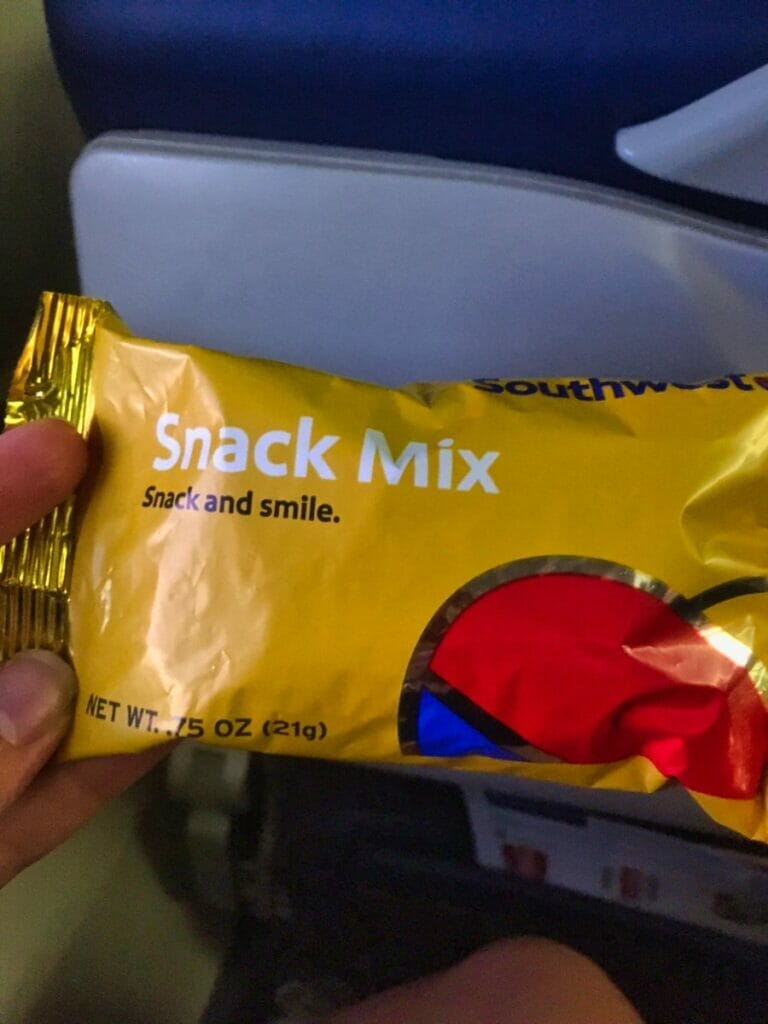 Southwest
Snack Mix
Snack and smile.
NET WT. .75 OZ (21g)